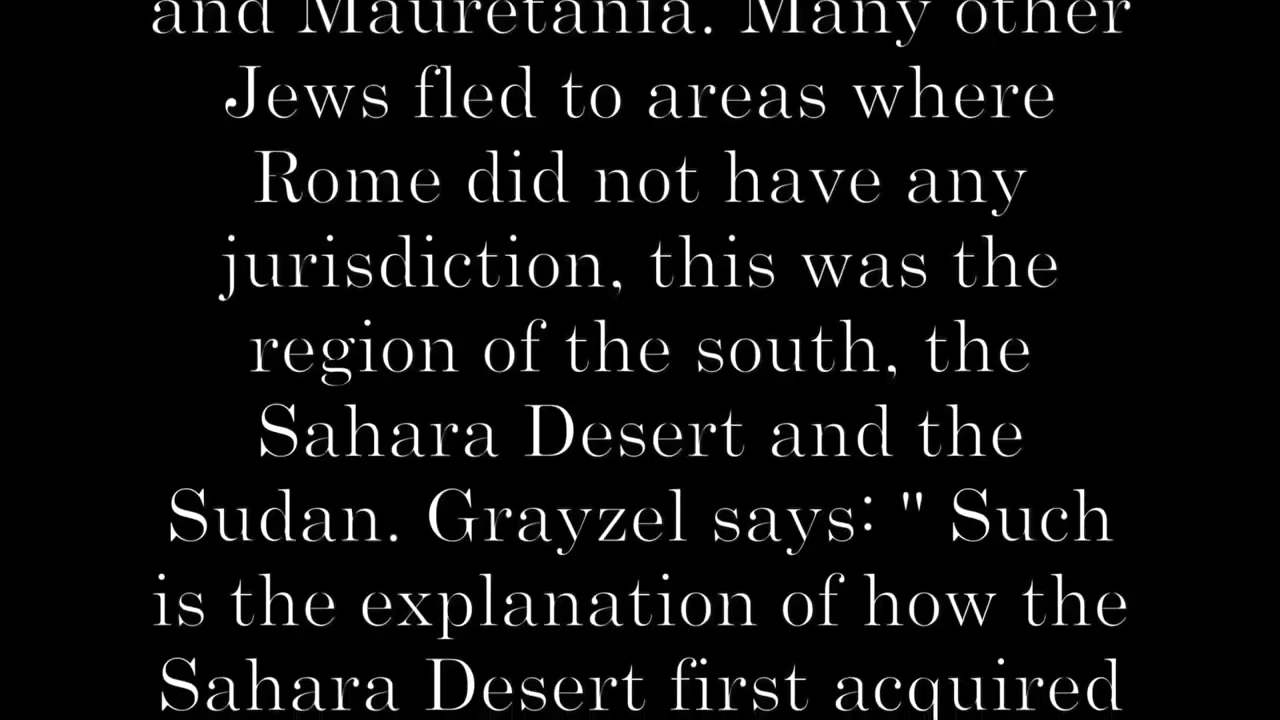 and Mauretania. Many other
Jews fled to areas where
Rome did not have any
jurisdiction, this was the
region of the south, the
Sahara Desert and the
Sudan. Grayzel says: " Such
is the explanation of how the
Sahara Desert first acquired